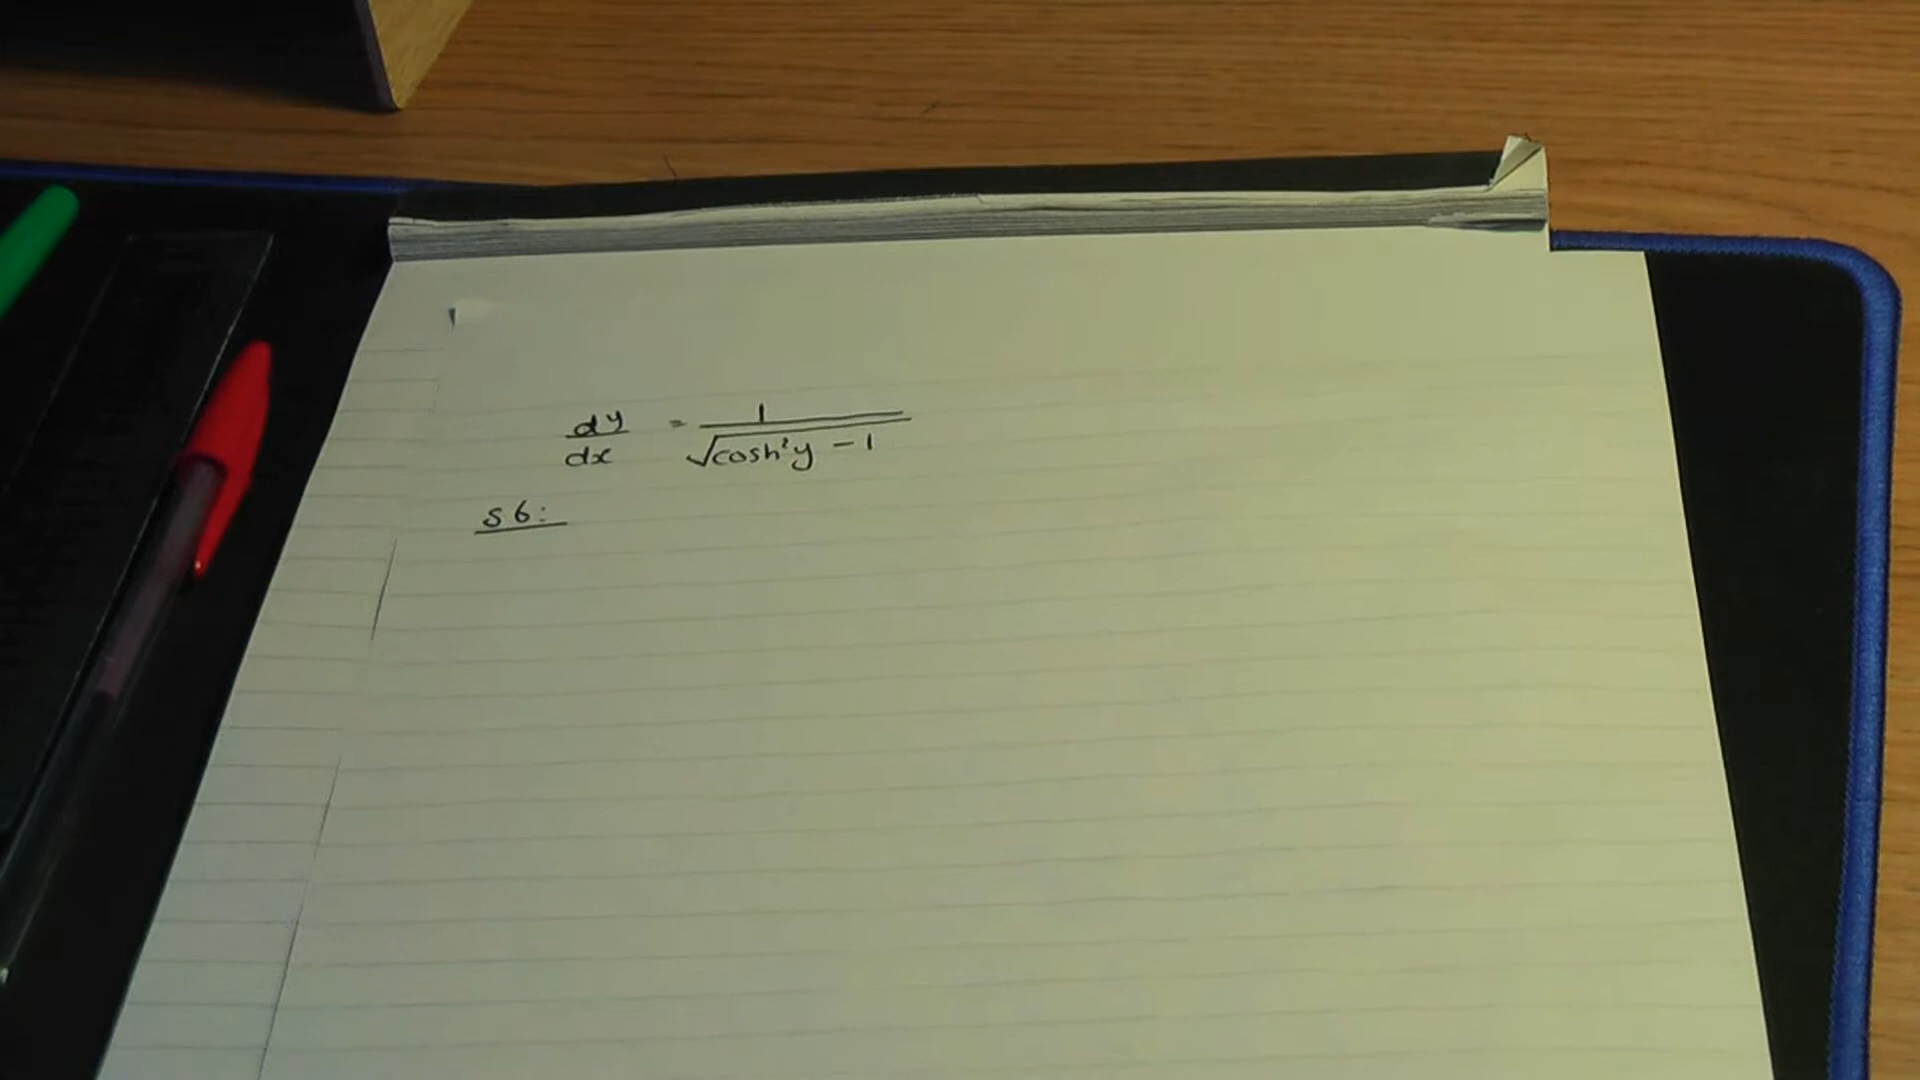 dy/dx = 1/√cosh²y - 1
S6: